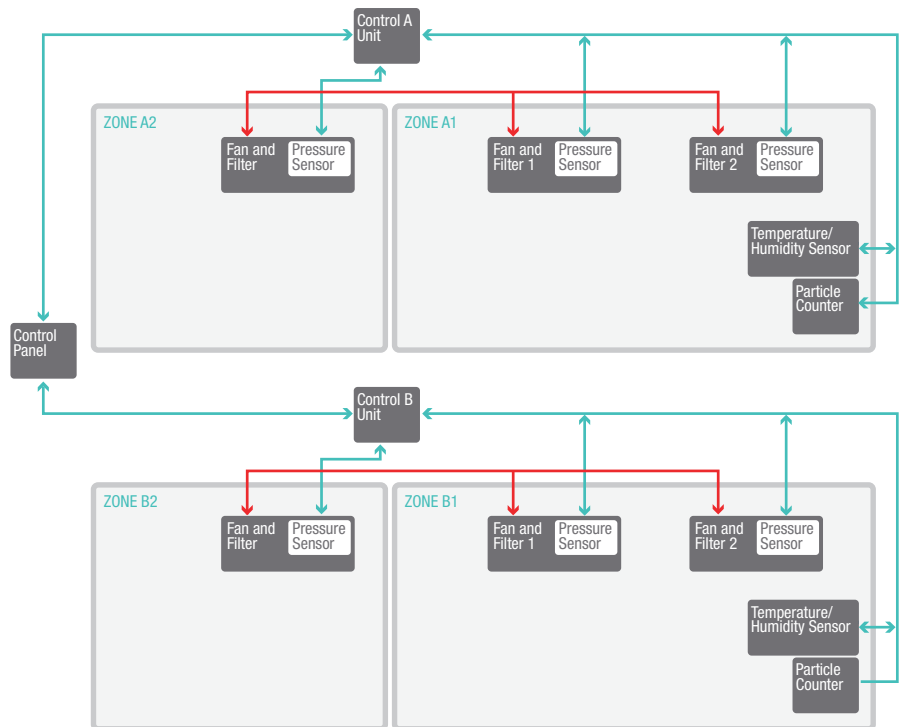 Control A
Unit
ZONE A2
ZONE A1
Fan and
Filter
Pressure
Sensor
Fan and
Filter 1
Pressure
Sensor
Fan and
Filter 2
Pressure
Sensor
Temperature/
Humidity Sensor
Particle
Counter
Control
Panel
Control B
Unit
ZONE B2
ZONE B1
Fan and
Filter
Pressure
Sensor
Fan and
Filter 1
Pressure
Sensor
Fan and
Filter 2
Pressure
Sensor
Temperature/
Humidity Sensor
Particle
Counter